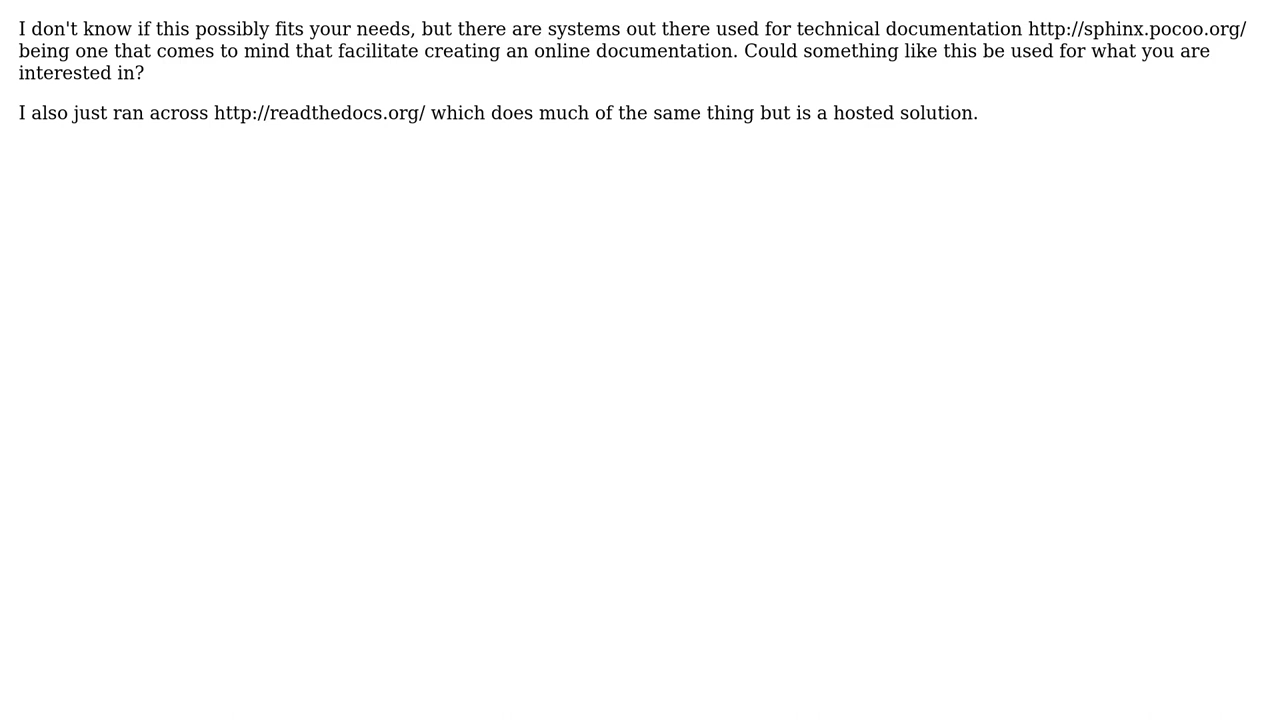 I don't know if this possibly fits your needs, but there are systems out there used for technical documentation http://sphinx.pocoo.org/
being one that comes to mind that facilitate creating an online documentation. Could something like this be used for what you are
interested in?
I also just ran across http://readthedocs.org/ which does much of the same thing but is a hosted solution.